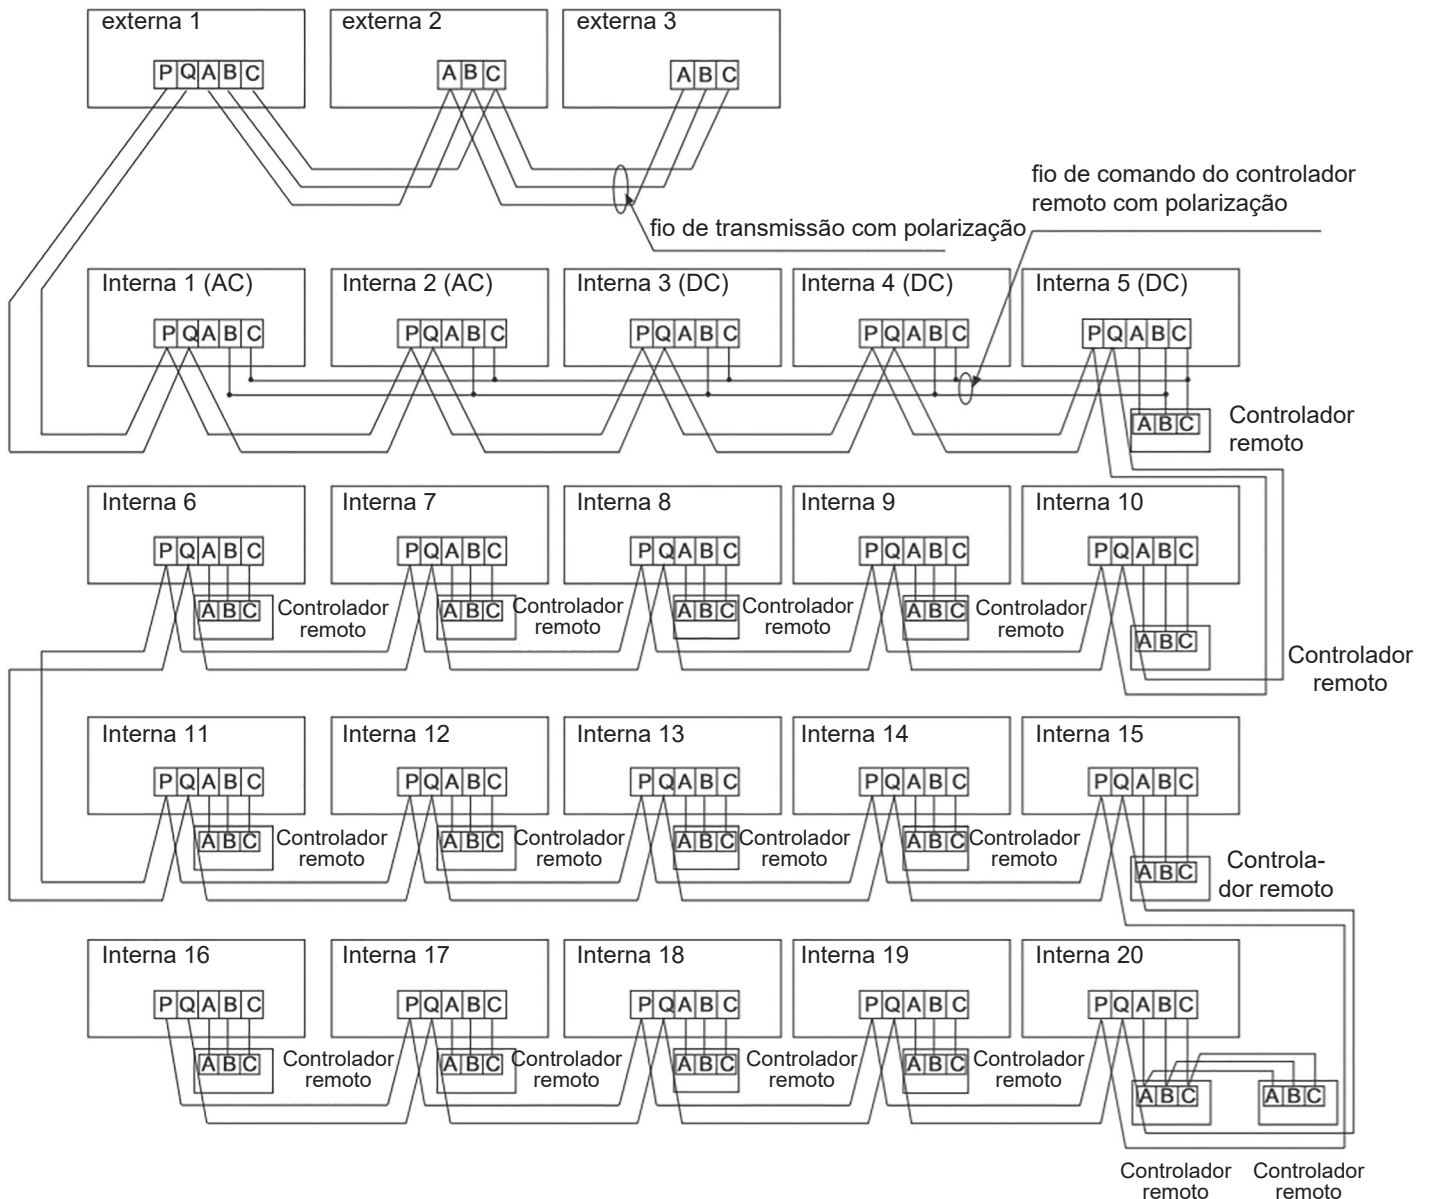 externa 1
externa 2
externa 3
P Q A B C
A B C
A B C
fio de comando do controlador
remoto com polarização
fio de transmissão com polarização
Interna 1 (AC)
Interna 2 (AC)
Interna 3 (DC)
Interna 4 (DC)
Interna 5 (DC)
P Q A B C
P Q A B C
P Q A B C
P Q A B C
P Q A B C
A B C
Controlador
remoto
Interna 6
Interna 7
Interna 8
Interna 9
Interna 10
P Q A B C
P Q A B C
P Q A B C
P Q A B C
P Q A B C
A B C
Controlador
remoto
A B C
Controlador
remoto
A B C
Controlador
remoto
A B C
Controlador
remoto
A B C
Controlador
remoto
Interna 11
Interna 12
Interna 13
Interna 14
Interna 15
P Q A B C
P Q A B C
P Q A B C
P Q A B C
P Q A B C
A B C
Controlador
remoto
A B C
Controlador
remoto
A B C
Controlador
remoto
A B C
Controlador
remoto
A B C
Controla-
dor remoto
Interna 16
Interna 17
Interna 18
Interna 19
Interna 20
P Q A B C
P Q A B C
P Q A B C
P Q A B C
P Q A B C
A B C
Controlador
remoto
A B C
Controlador
remoto
A B C
Controlador
remoto
A B C
Controlador
remoto
A B C
A B C
Controlador
remoto
Controlador
remoto